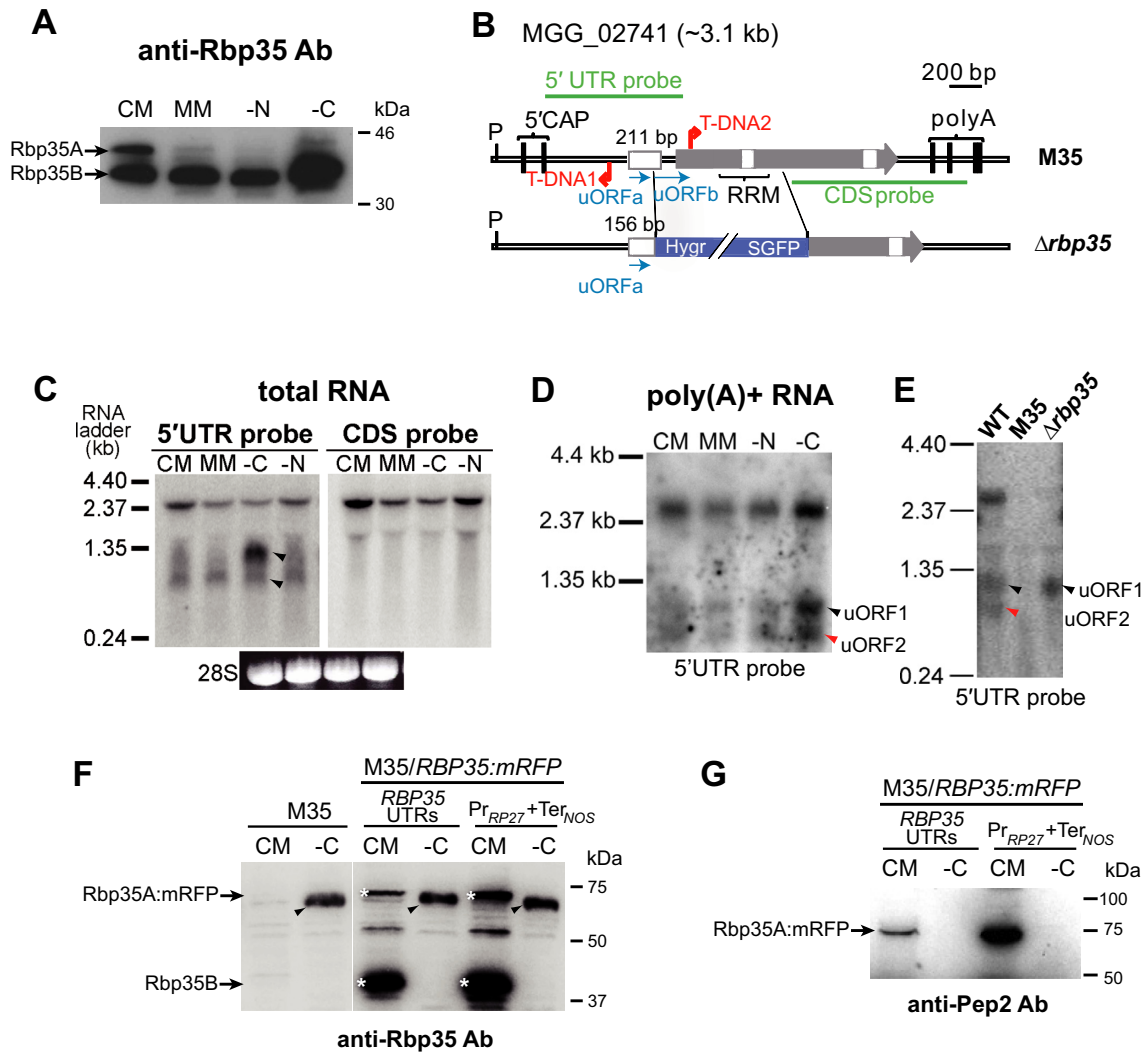 A
anti-Rbp35 Ab
CM MM -N -C kDa
Rbp35A
Rbp35B
46
30
B
MGG_02741 (~3.1 kb)
200 bp
5′ UTR probe
P
5′CAP
211 bp
T-DNA2
polyA
M35
T-DNA1
uORFa
uORFb
RRM
CDS probe
P
156 bp
Hygr
SGFP
Δrbp35
uORFa
C
total RNA
RNA
ladder
(kb)
5′UTR probe CDS probe
CM MM -C -N CM MM -C -N
4.40
2.37
1.35
0.24
28S
D
poly(A)+ RNA
CM MM -N -C
4.4 kb
2.37 kb
1.35 kb
uORF1
uORF2
5’UTR probe
E
WT M35 Δrbp35
4.40
2.37
1.35
0.24
uORF1
uORF2
5′UTR probe
F
M35/RBP35:mRFP
M35
RBP35
UTRs
PrRP27+TerNOS
CM -C CM -C CM -C
kDa
Rbp35A:mRFP
Rbp35B
75
50
37
* * * *
anti-Rbp35 Ab
G
M35/RBP35:mRFP
RBP35
UTRs
PrRP27+TerNOS
CM -C CM -C
kDa
Rbp35A:mRFP
100
75
50
anti-Pep2 Ab